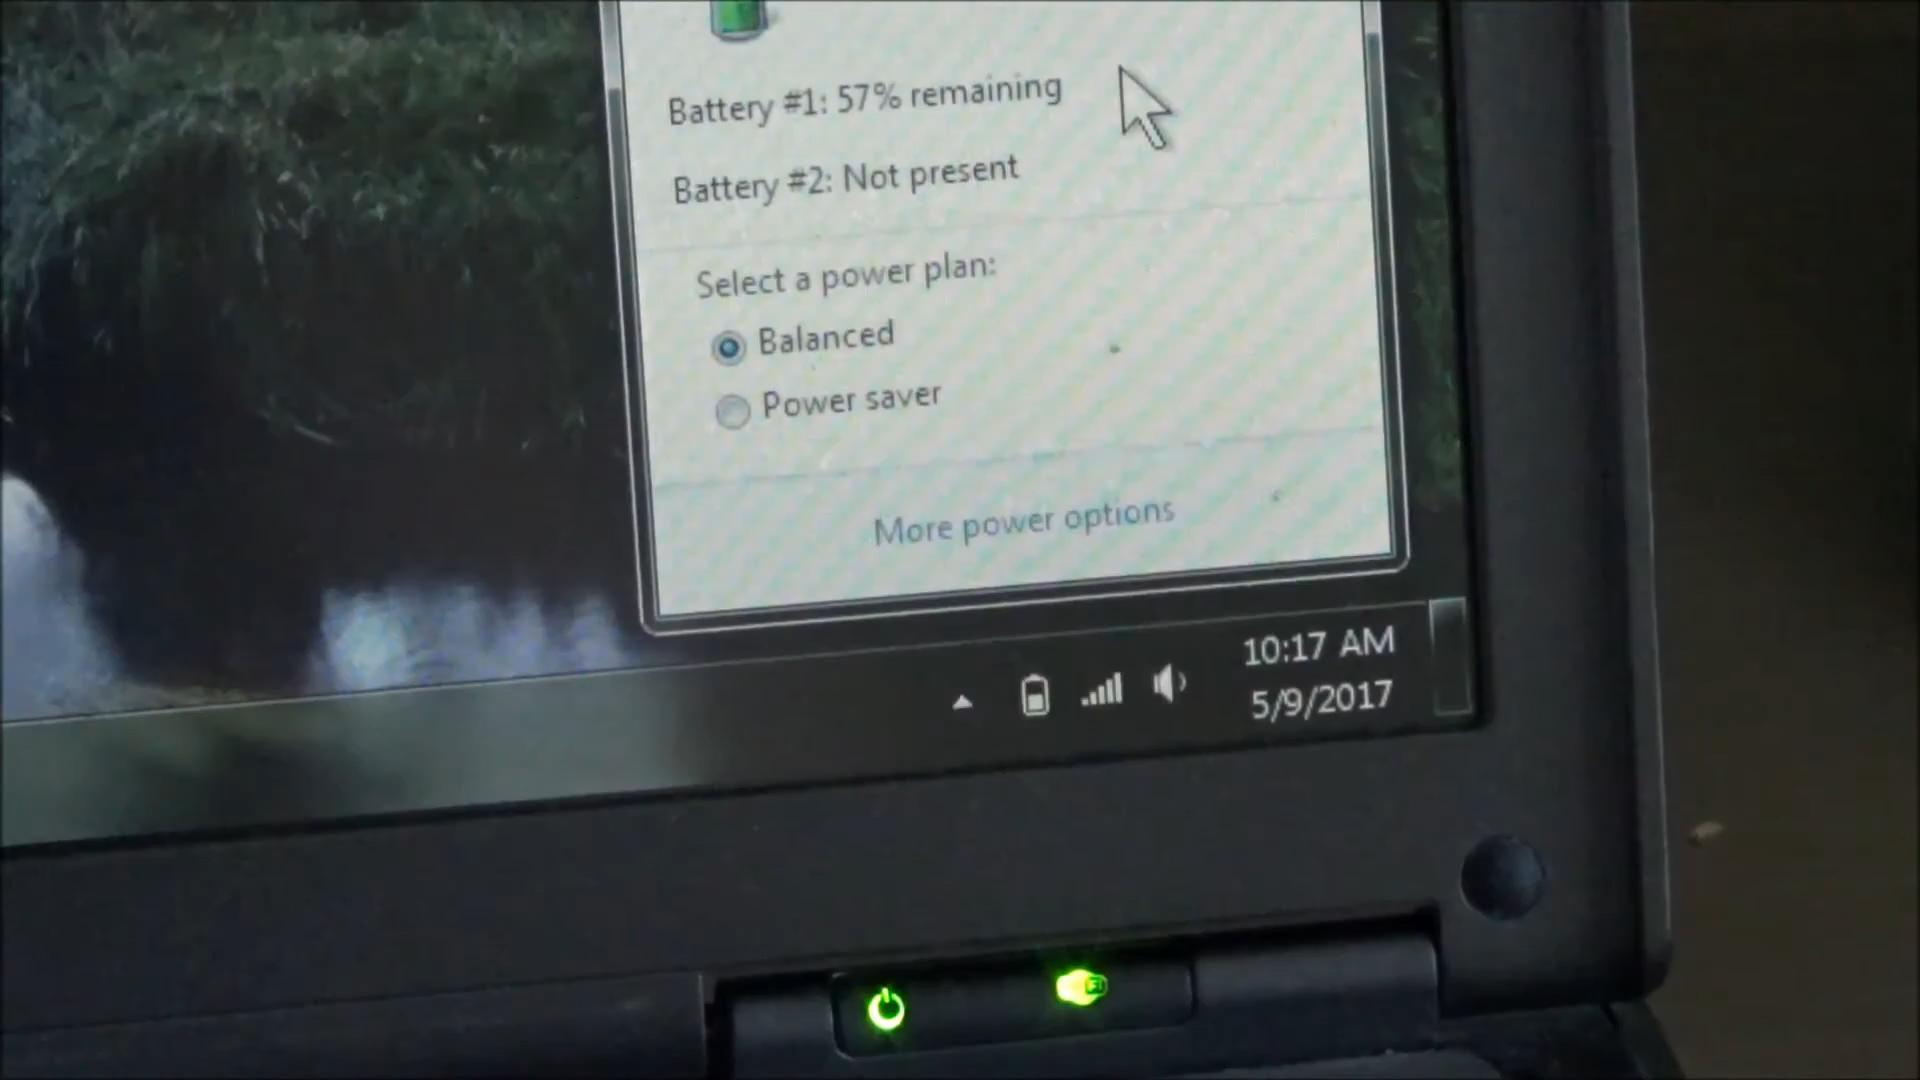 Battery #1: 57% remaining
Battery #2: Not present
Select a power plan:
Balanced
Power saver
More power options
10:17 AM
5/9/2017